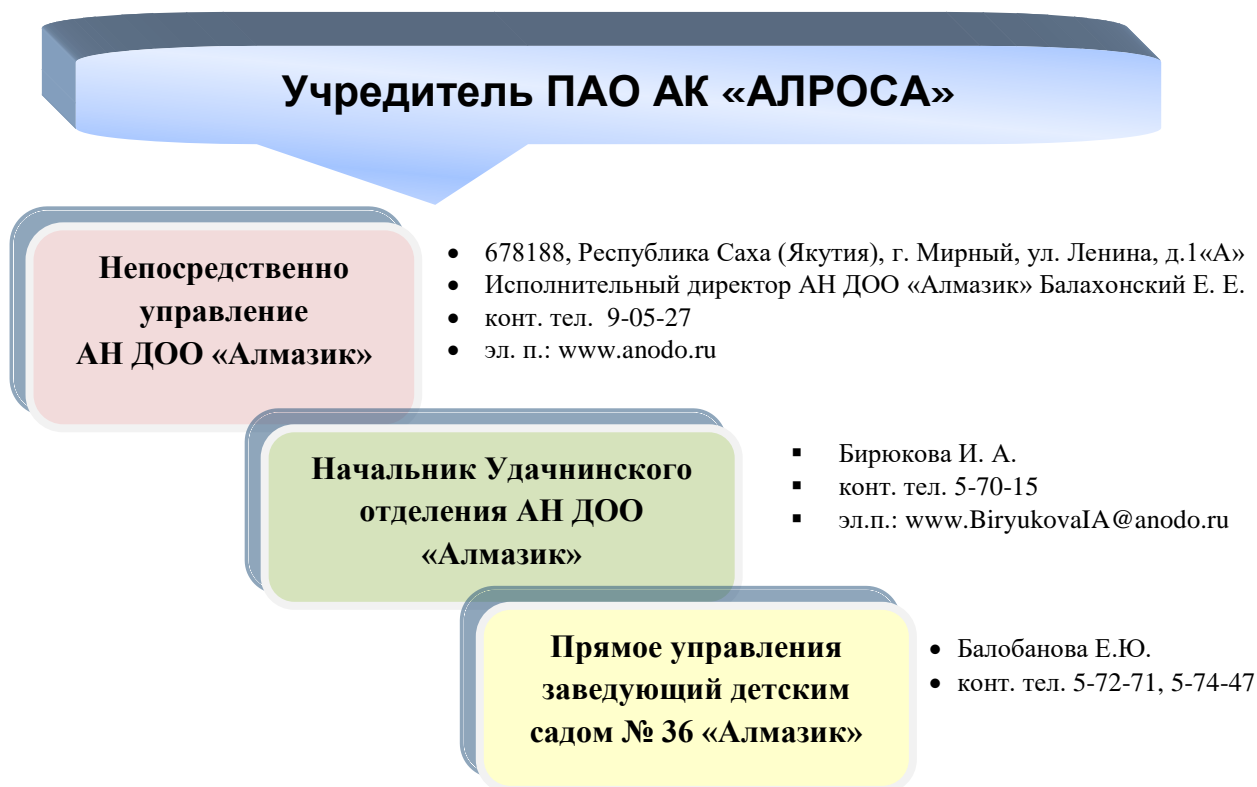 Учредитель ПАО АК «АЛРОСА»
Непосредственно
управление
АН ДОО «Алмазик»
• 678188, Республика Саха (Якутия), г. Мирный, ул. Ленина, д.1«А»
• Исполнительный директор АН ДОО «Алмазик» Балахонский Е. Е.
• конт. тел. 9-05-27
• эл. п.: www.anodo.ru
Начальник Удачнинского
отделения АН ДОО
«Алмазик»
▪ Бирюкова И. А.
▪ конт. тел. 5-70-15
▪ эл.п.: www.BiryukovaIA@anodo.ru
Прямое управления
заведующий детским
садом № 36 «Алмазик»
• Балобанова Е.Ю.
• конт. тел. 5-72-71, 5-74-47